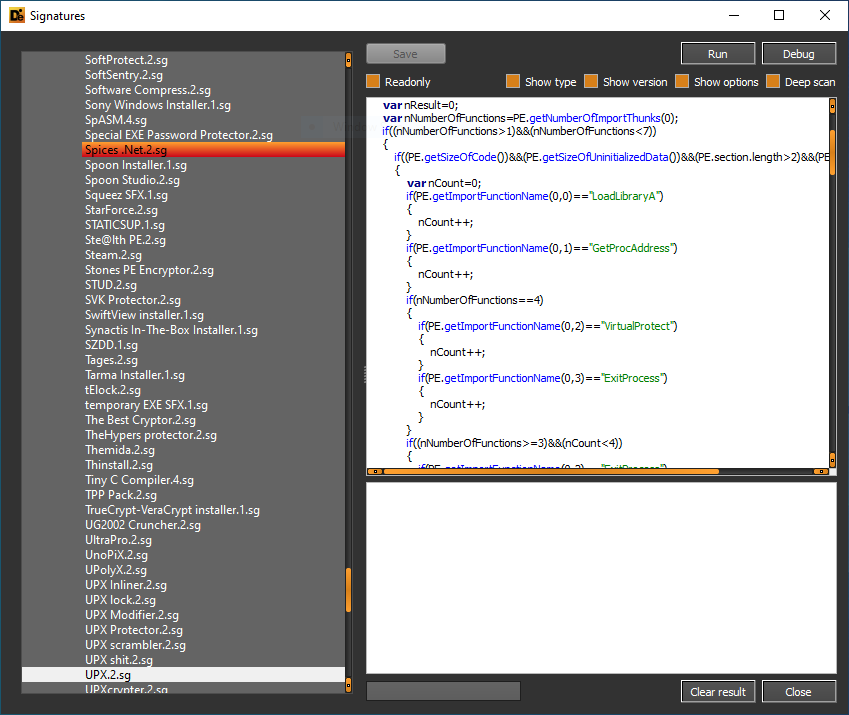 Signatures
SoftProtect.2.sg
SoftSentry.2.sg
Software Compress.2.sg
Sony Windows Installer.1.sg
SpASM.4.sg
Special EXE Password Protector.2.sg
Spices .Net.2.sg
Spoon Installer.1.sg
Spoon Studio.2.sg
Squeez SFX.1.sg
StarForce.2.sg
STATICSUP.1.sg
Ste@lth PE.2.sg
Steam.2.sg
Stones PE Encryptor.2.sg
STUD.2.sg
SVK Protector.2.sg
SwiftView installer.1.sg
Synactis In-The-Box Installer.1.sg
SZDD.1.sg
Tages.2.sg
Tarma Installer.1.sg
tElock.2.sg
temporary EXE SFX.1.sg
The Best Cryptor.2.sg
TheHypers protector.2.sg
Themida.2.sg
Thinstall.2.sg
Tiny C Compiler.4.sg
TPP Pack.2.sg
TrueCrypt-VeraCrypt installer.1.sg
UG2002 Cruncher.2.sg
UltraPro.2.sg
UnoPiX.2.sg
UPolyX.2.sg
UPX Inliner.2.sg
UPX lock.2.sg
UPX Modifier.2.sg
UPX Protector.2.sg
UPX scrambler.2.sg
UPX shit.2.sg
UPX.2.sg
UPXcrypter.2.sg
Save
Run
Debug
Readonly
Show type
Show version
Show options
Deep scan
var nResult=0;
var nNumberOfFunctions=PE.getNumberOfImportThunks(0);
if((nNumberOfFunctions>1)&&(nNumberOfFunctions<7))
{
if((PE.getSizeOfCode())&&(PE.getSizeOfUninitializedData())&&(PE.section.length>2)&&(PE
{
var nCount=0;
if(PE.getImportFunctionName(0,0)=="LoadLibraryA")
{
nCount++;
}
if(PE.getImportFunctionName(0,1)=="GetProcAddress")
{
nCount++;
}
if(nNumberOfFunctions==4)
{
if(PE.getImportFunctionName(0,2)=="VirtualProtect")
{
nCount++;
}
if(PE.getImportFunctionName(0,3)=="ExitProcess")
{
nCount++;
}
}
if((nNumberOfFunctions>=3)&&(nCount<4))
{
if(PE.getImportFunctionName(0,2)=="ExitProcess")
Clear result
Close